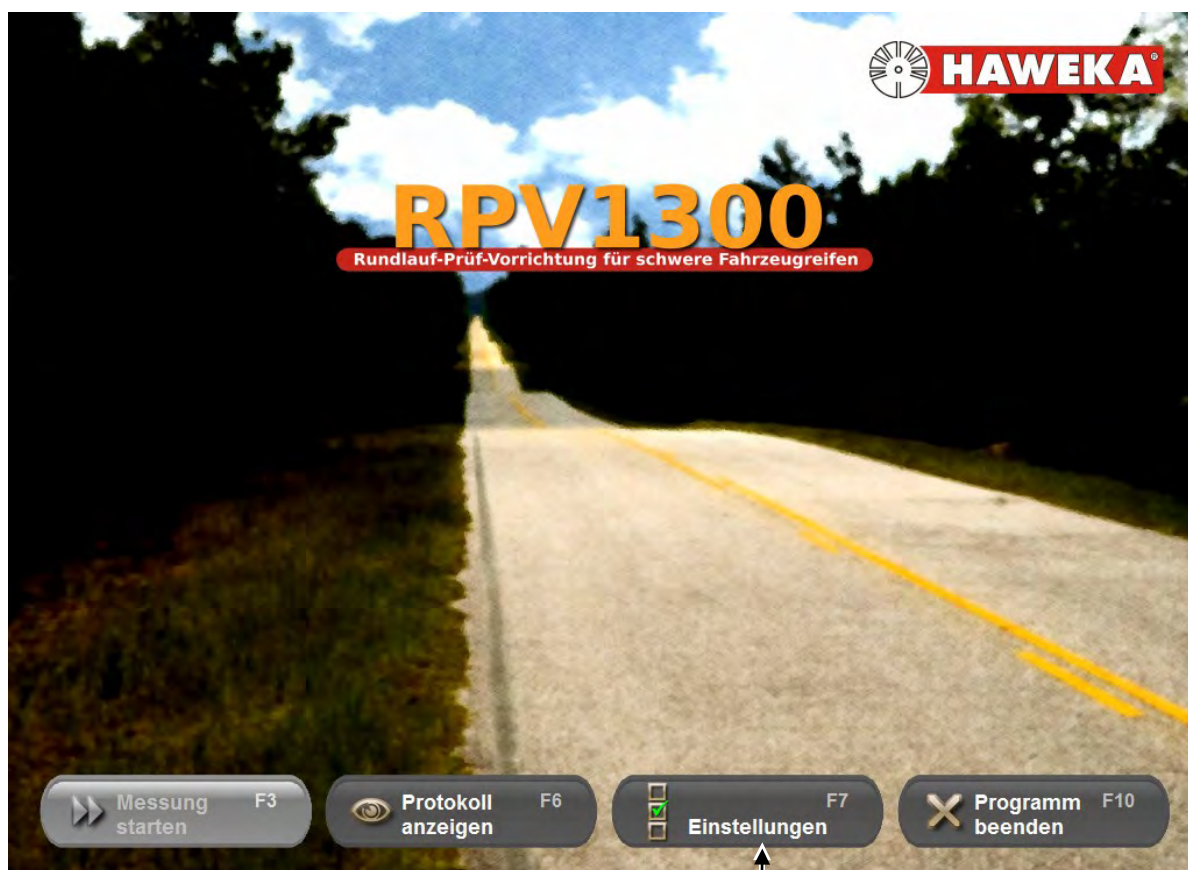 HAWEKA®
RPV1300
Rundlauf-Prüf-Vorrichtung für schwere Fahrzeugreifen
Messung starten F3
Protokoll anzeigen F6
Einstellungen F7
Programm beenden F10